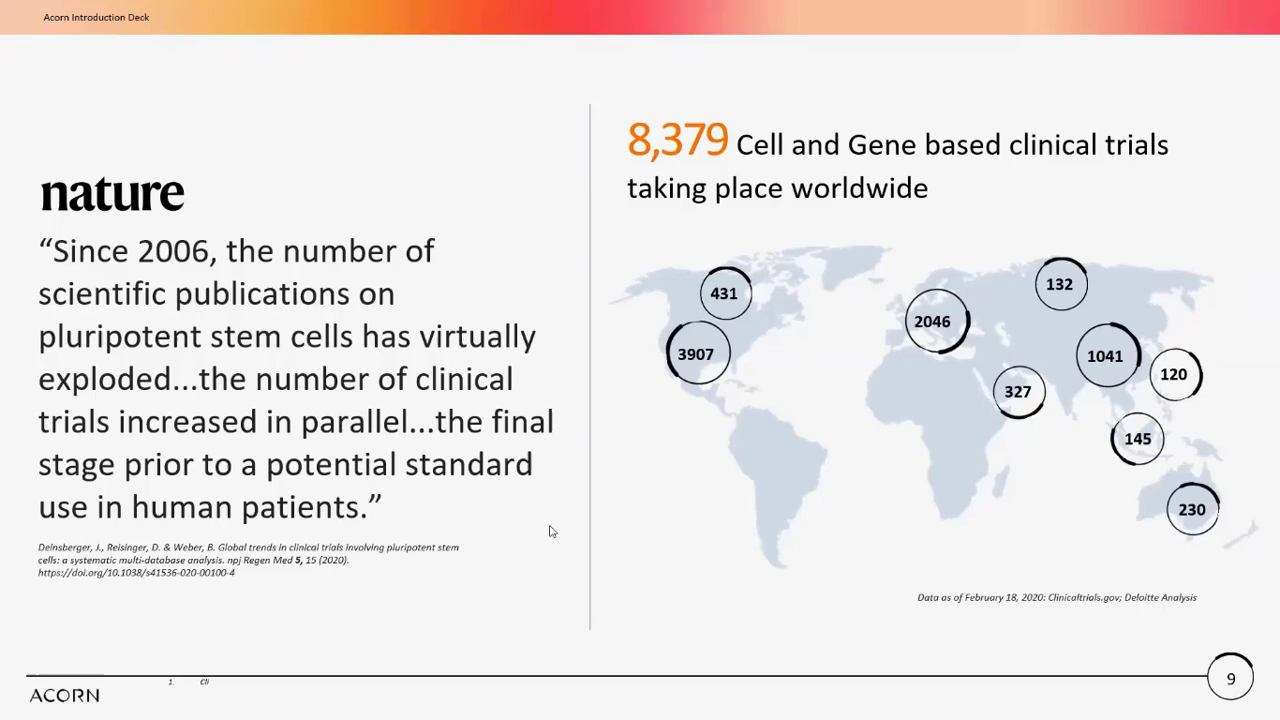 Acorn Introduction Deck
nature
“Since 2006, the number of
scientific publications on
pluripotent stem cells has virtually
exploded...the number of clinical
trials increased in parallel...the final
stage prior to a potential standard
use in human patients.”
Deinsberger, J., Reisinger, D. & Weber, B. Global trends in clinical trials involving pluripotent stem
cells: a systematic multi-database analysis. npj Regen Med 5, 15 (2020).
https://doi.org/10.1038/s41536-020-00100-4
8,379 Cell and Gene based clinical trials
taking place worldwide
431
3907
2046
132
1041
327
120
145
230
Data as of February 18, 2020: Clinicaltrials.gov; Deloitte Analysis
1. Cli
ACORN
9